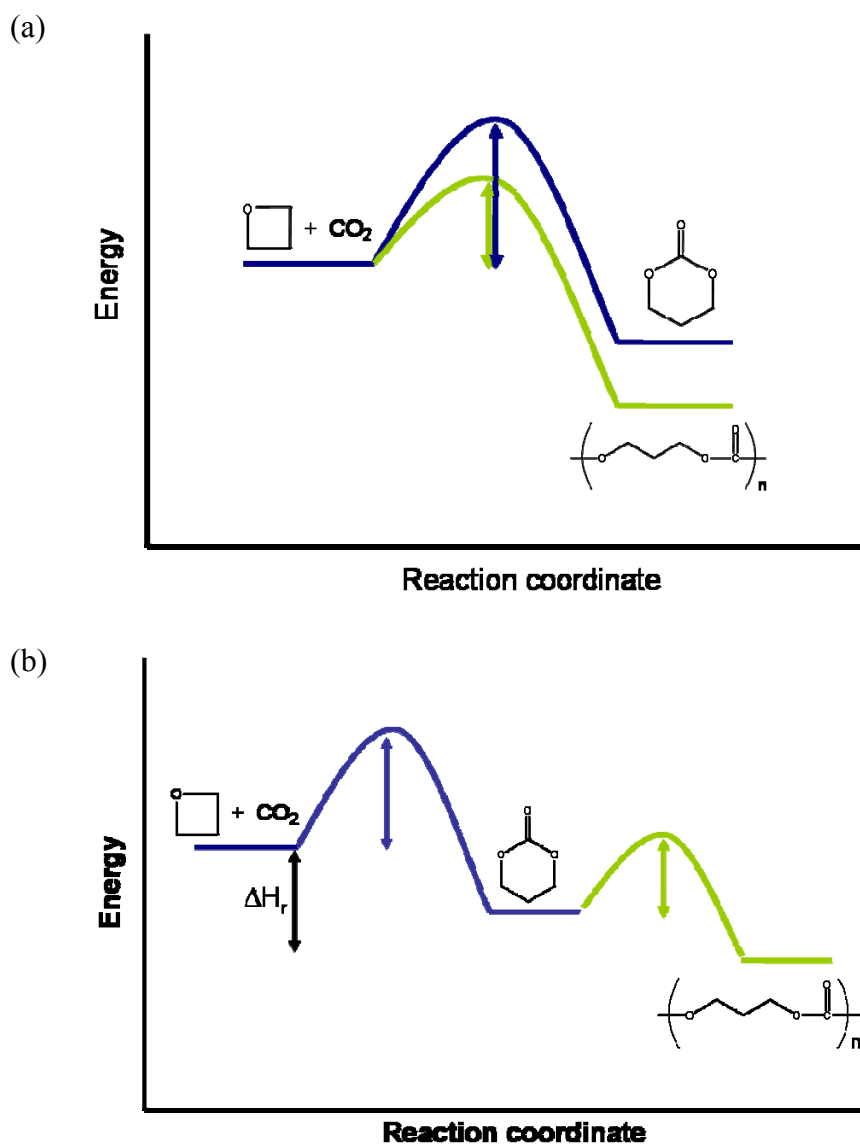 (a)
O
+ CO2
O
O O
Energy
O
O O C
n
Reaction coordinate
(b)
O
+ CO2
O
O O
ΔHr
Energy
O
O O C
n
Reaction coordinate